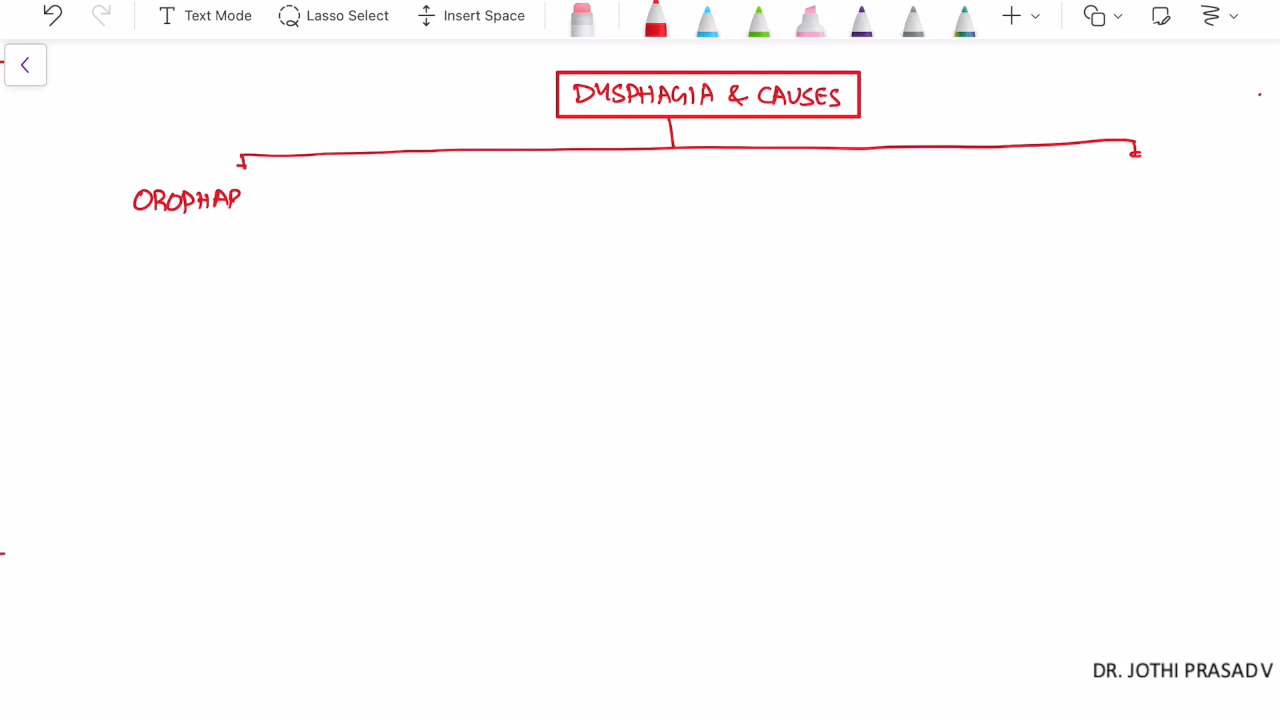 Text Mode Lasso Select Insert Space
DYSPHAGIA & CAUSES
OROPHAP
DR. JOTHI PRASAD V